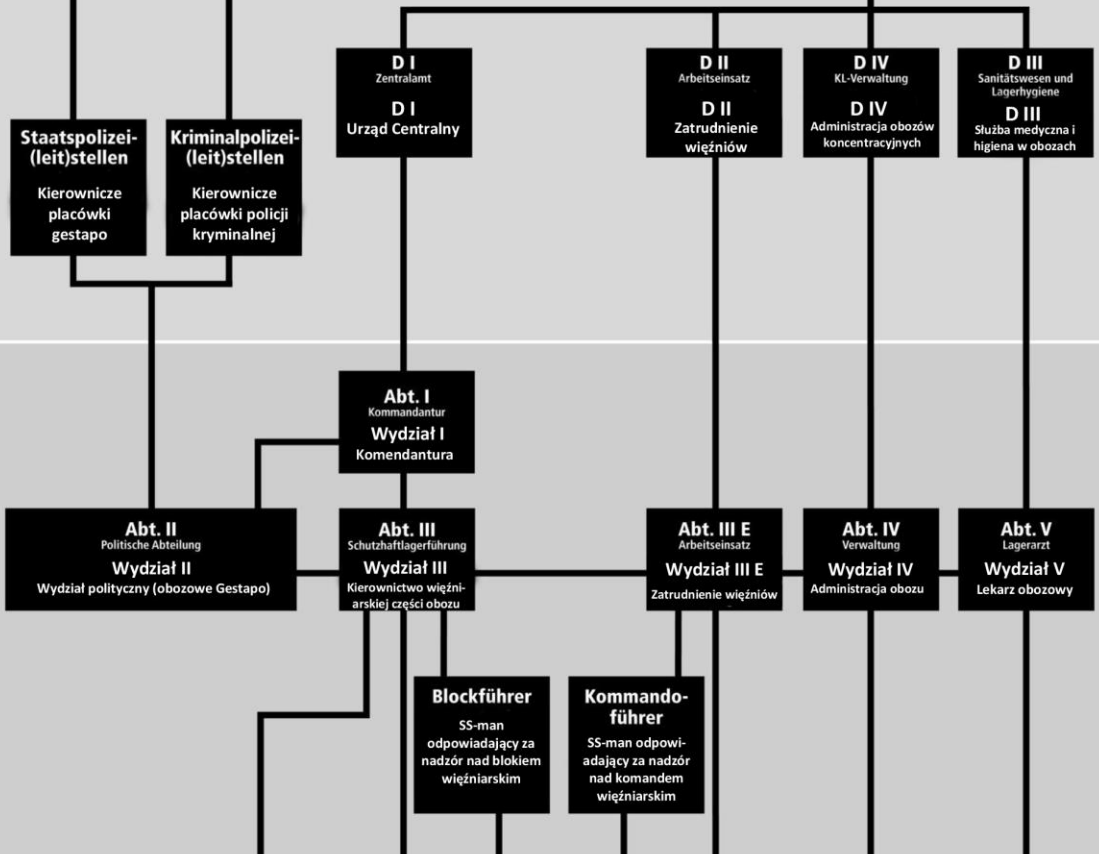 D I
Zentralamt
D I
Urząd Centralny
D II
Arbeitseinsatz
D II
Zatrudnienie
więźniów
D IV
KL-Verwaltung
D IV
Administracja obozów
koncentracyjnych
D III
Sanitätswesen und
Lagerhygiene
D III
Służba medyczna i
higiena w obozach
Staatspolizei-
(leit)stellen
Kierownicze
placówki
gestapo
Kriminalpolizei-
(leit)stellen
Kierownicze
placówki policji
kryminalnej
Abt. I
Kommandantur
Wydział I
Komendantura
Abt. II
Politische Abteilung
Wydział II
Wydział polityczny (obozowe Gestapo)
Abt. III
Schutzhaftlagerführung
Wydział III
Kierownictwo więźni-
arskiej części obozu
Abt. III E
Arbeitseinsatz
Wydział III E
Zatrudnienie więźniów
Abt. IV
Verwaltung
Wydział IV
Administracja obozu
Abt. V
Lagerarzt
Wydział V
Lekarz obozowy
Blockführer
SS-man
odpowiadający za
nadzór nad blokiem
więźniarskim
Kommando-
führer
SS-man odpowi-
adający za nadzór
nad komandem
więźniarskim